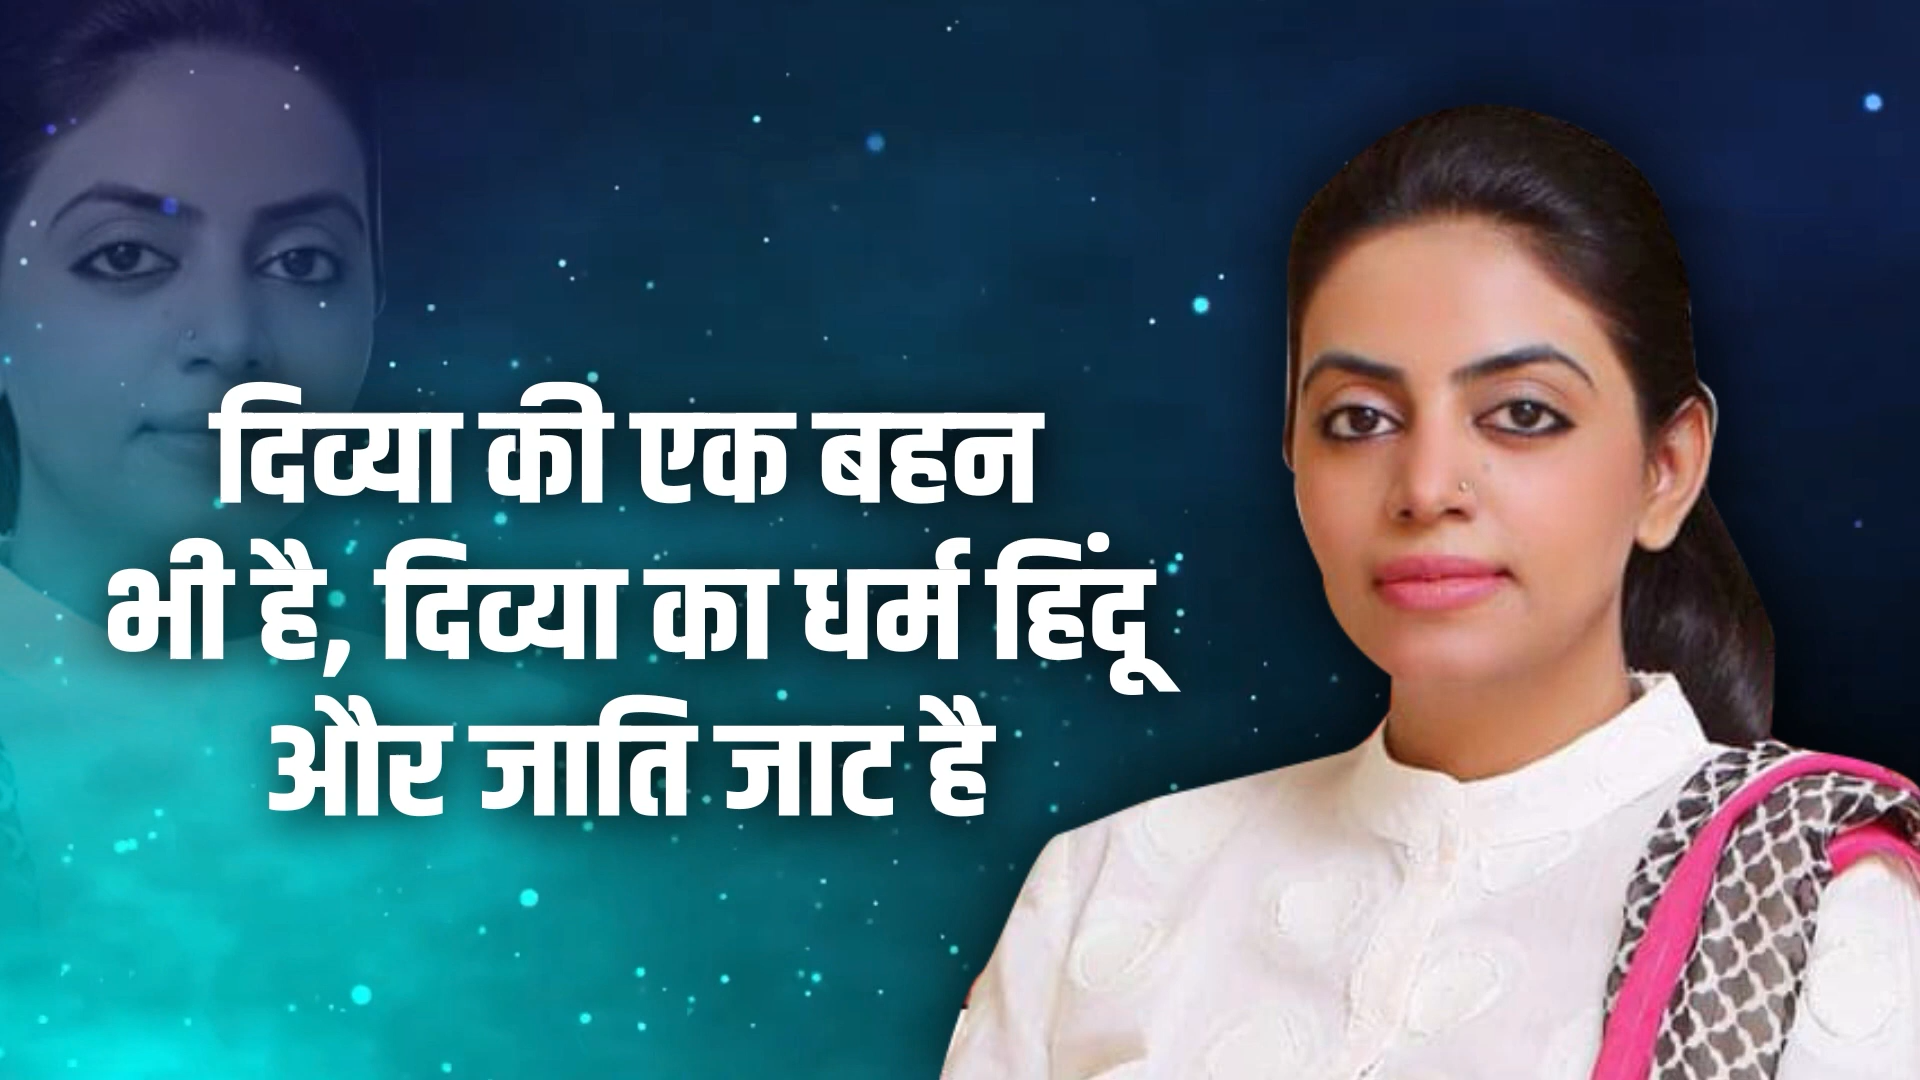 दिव्या की एक बहन
भी है, दिव्या का धर्म हिंदू
और जाति जाट है